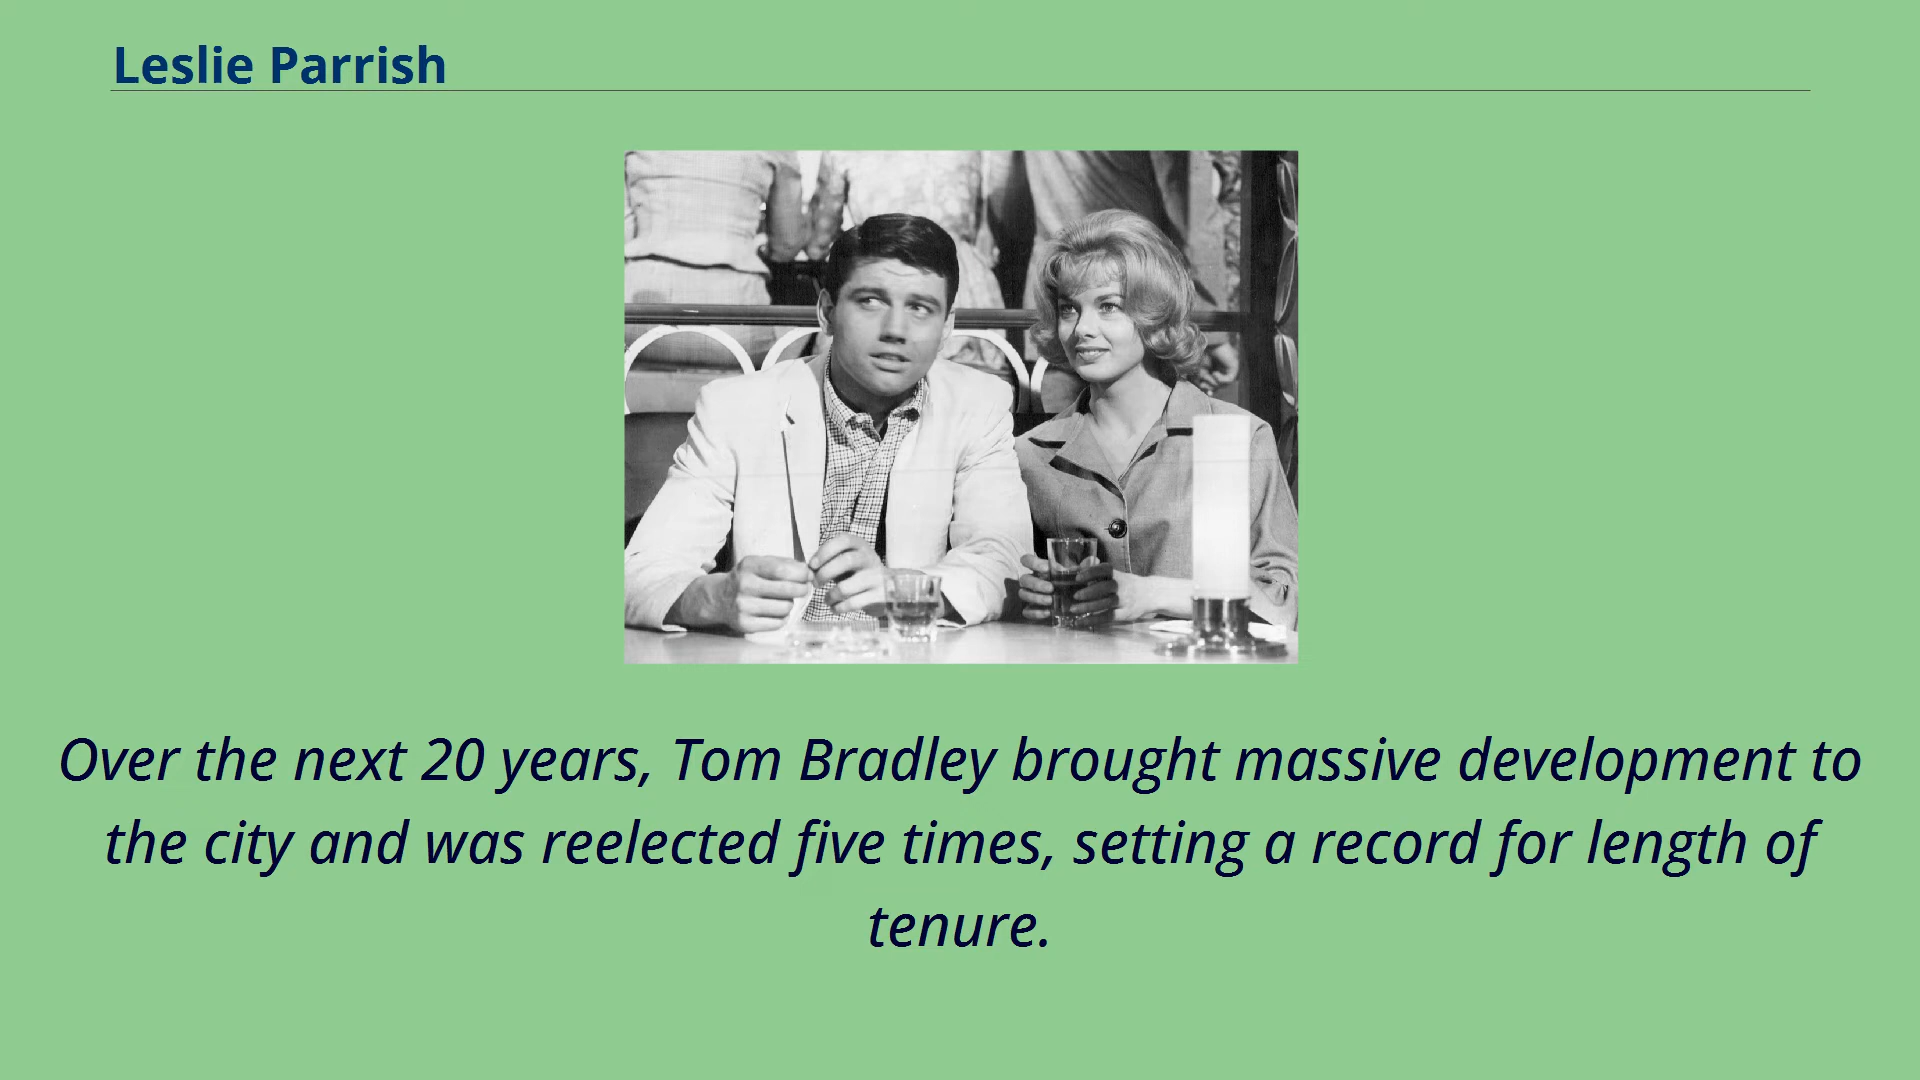 Leslie Parrish
Over the next 20 years, Tom Bradley brought massive development to
the city and was reelected five times, setting a record for length of
tenure.